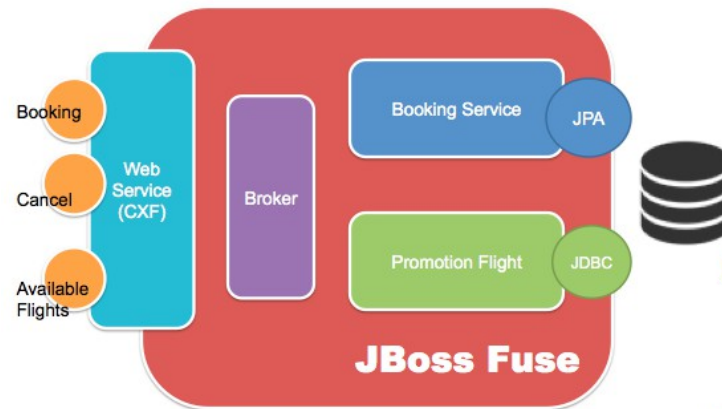 Booking
Cancel
Available
Flights
Web
Service
(CXF)
Broker
Booking Service
JPA
Promotion Flight
JDBC
JBoss Fuse